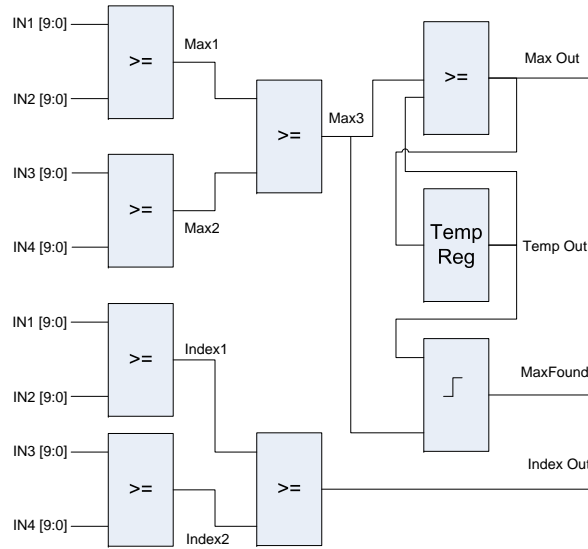 IN1 [9:0]
IN2 [9:0]
>=
Max1
IN3 [9:0]
IN4 [9:0]
>=
Max2
>=
Max3
>=
Max Out
Temp
Reg
Temp Out
MaxFound
IN1 [9:0]
IN2 [9:0]
>=
Index1
IN3 [9:0]
IN4 [9:0]
>=
Index2
>=
Index Out